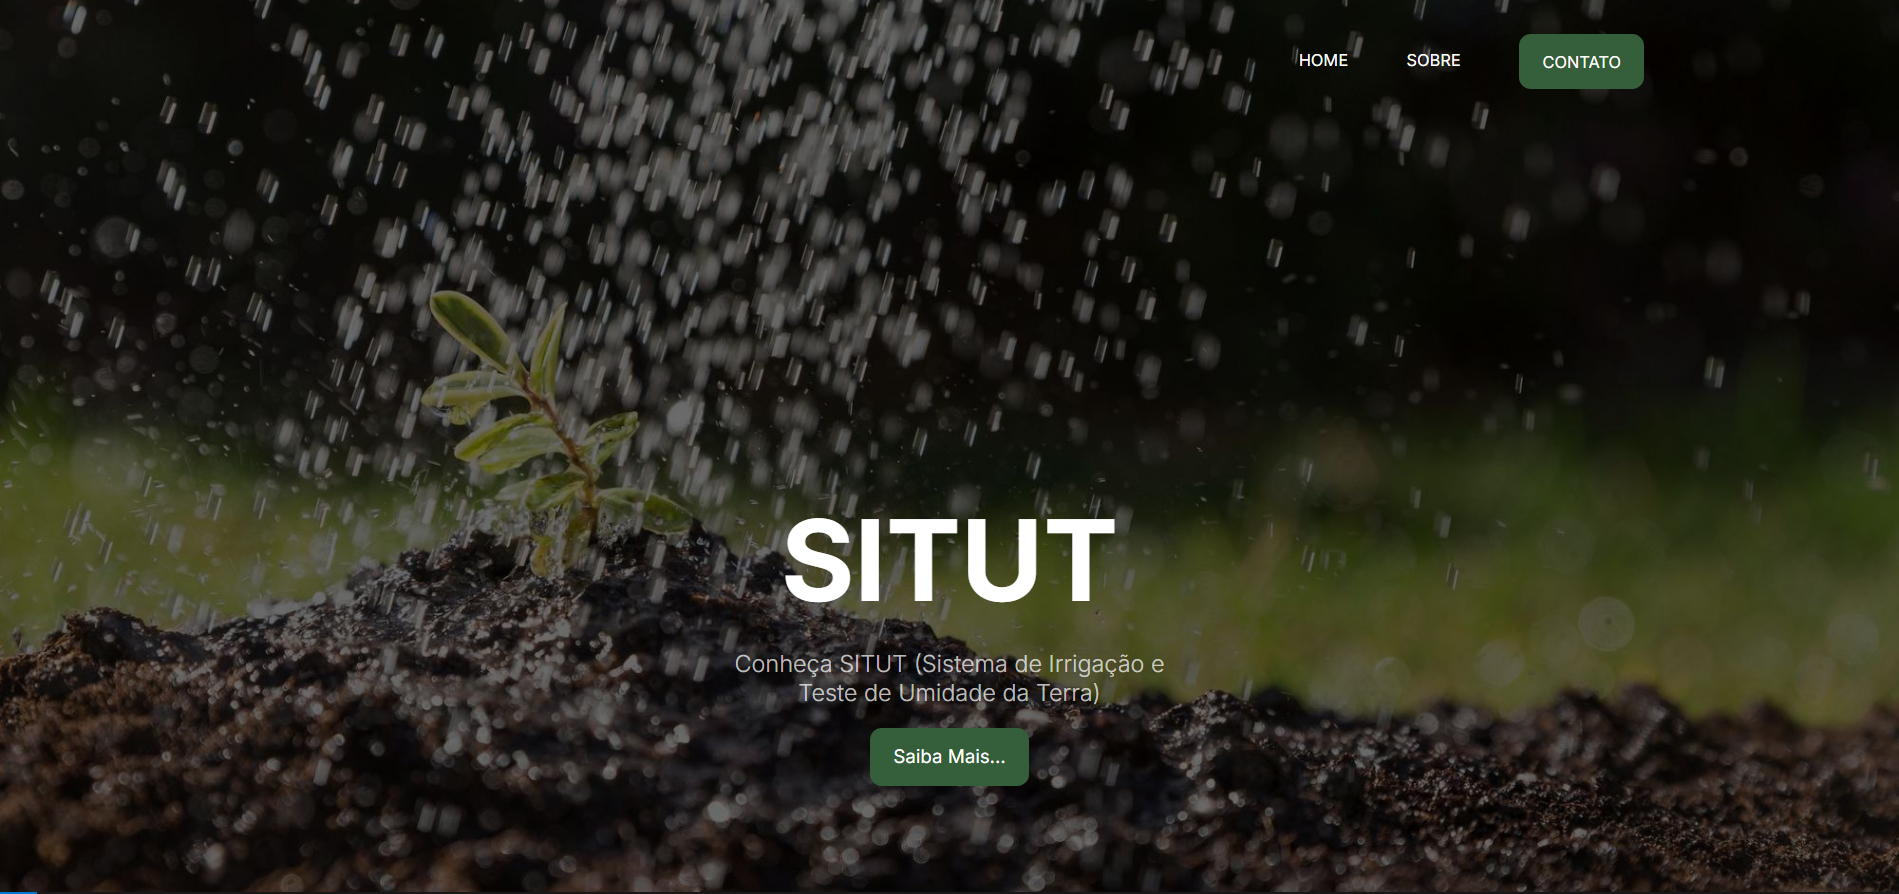 HOME
SOBRE
CONTATO
SITUT
Conheça SITUT (Sistema de Irrigação e
Teste de Umidade da Terra)
Saiba Mais...